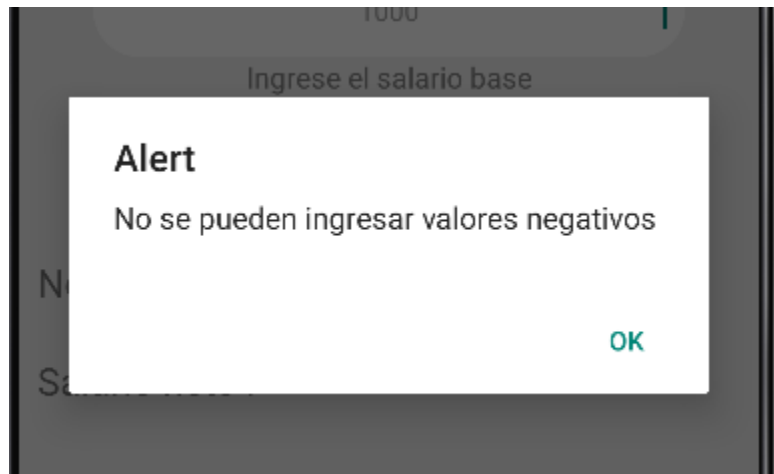 1000
Ingrese el salario base
Alert
No se pueden ingresar valores negativos
OK